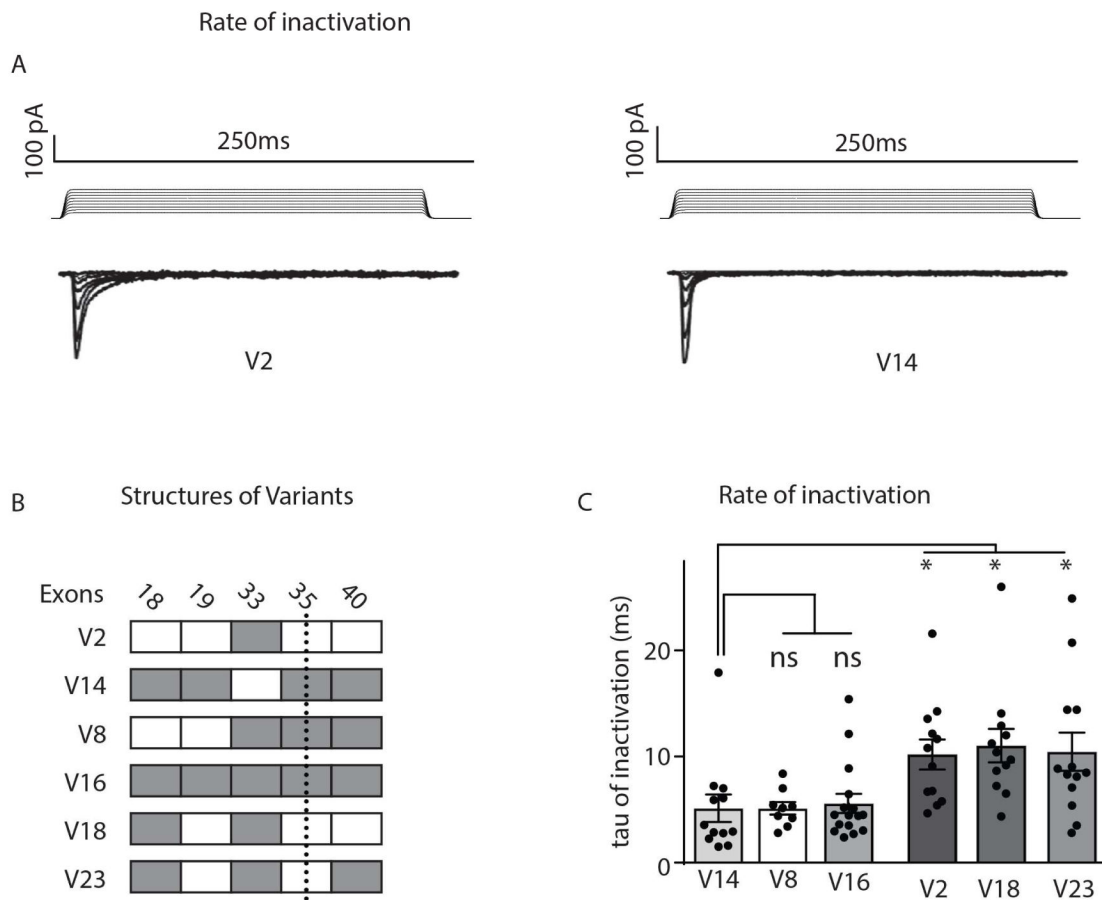 Rate of inactivation
A
100 pA
250ms
V2
100 pA
250ms
V14
B
Structures of Variants
Exons 18 19 33 35 40
V2
V14
V8
V16
V18
V23
C
Rate of inactivation
* * *
ns ns
tau of inactivation (ms)
20
10
0
V14 V8 V16 V2 V18 V23